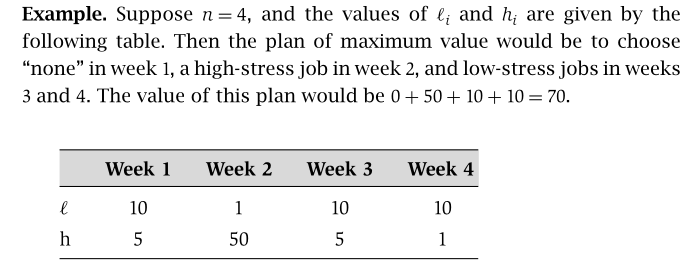 Example. Suppose n = 4, and the values of ℓi and hi are given by the
following table. Then the plan of maximum value would be to choose
“none” in week 1, a high-stress job in week 2, and low-stress jobs in weeks
3 and 4. The value of this plan would be 0 + 50 + 10 + 10 = 70.
Week 1 Week 2 Week 3 Week 4
ℓ 10 1 10 10
h 5 50 5 1